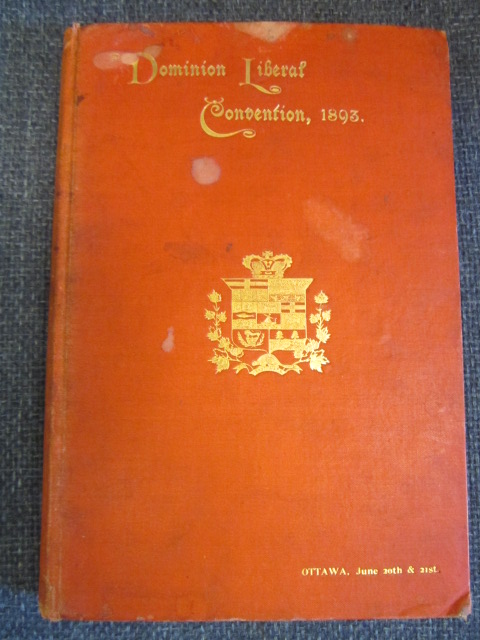 Dominion Liberal
Convention, 1893.
OTTAWA, June 20th & 21st.